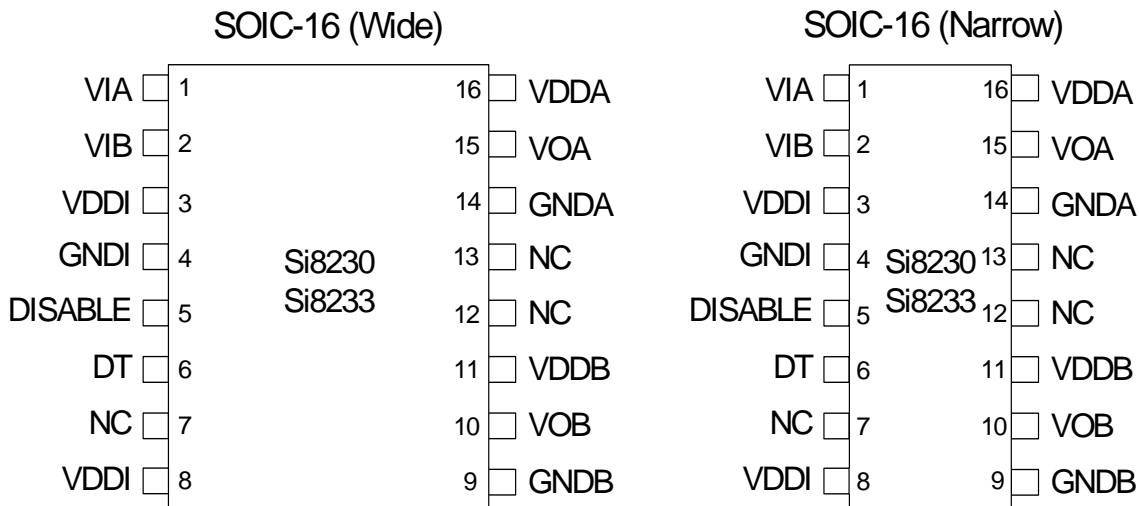 SOIC-16 (Wide)
VIA 1 16 VDDA
VIB 2 15 VOA
VDDI 3 14 GNDA
GNDI 4 Si8230 13 NC
DISABLE 5 Si8233 12 NC
DT 6 11 VDDB
NC 7 10 VOB
VDDI 8 9 GNDB
SOIC-16 (Narrow)
VIA 1 16 VDDA
VIB 2 15 VOA
VDDI 3 14 GNDA
GNDI 4 Si8230 13 NC
DISABLE 5 Si8233 12 NC
DT 6 11 VDDB
NC 7 10 VOB
VDDI 8 9 GNDB